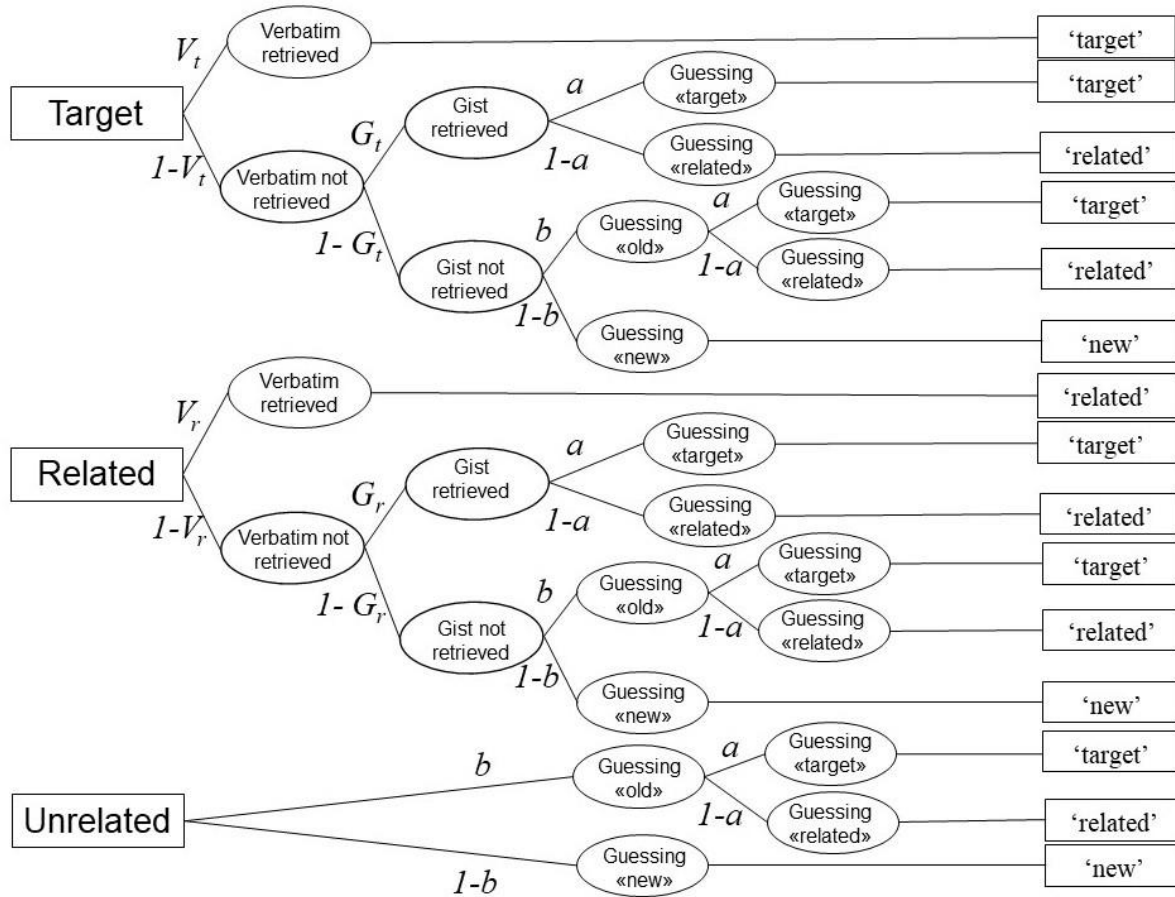 Target
V_t
1-V_t
Verbatim
retrieved
Verbatim not
retrieved
G_t
1- G_t
Gist
retrieved
Gist not
retrieved
a
1-a
Guessing
«target»
Guessing
«related»
b
1-b
Guessing
«old»
Guessing
«new»
a
1-a
Guessing
«target»
Guessing
«related»
‘target’
‘target’
‘related’
‘target’
‘related’
‘new’
Related
V_r
1-V_r
Verbatim
retrieved
Verbatim not
retrieved
G_r
1- G_r
Gist
retrieved
Gist not
retrieved
a
1-a
Guessing
«target»
Guessing
«related»
b
1-b
Guessing
«old»
Guessing
«new»
a
1-a
Guessing
«target»
Guessing
«related»
‘related’
‘target’
‘related’
‘target’
‘related’
‘new’
Unrelated
b
1-b
Guessing
«old»
Guessing
«new»
a
1-a
Guessing
«target»
Guessing
«related»
‘target’
‘related’
‘new’